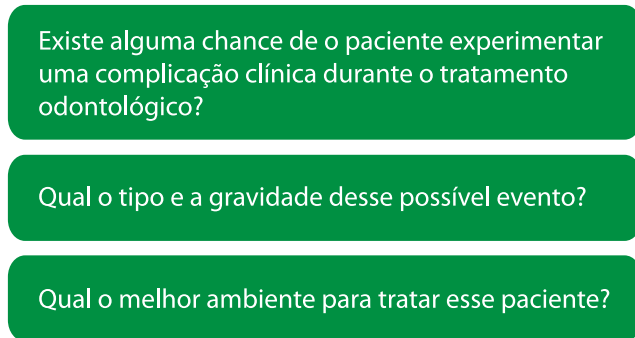 Existe alguma chance de o paciente experimentar
uma complicação clínica durante o tratamento
odontológico?
Qual o tipo e a gravidade desse possível evento?
Qual o melhor ambiente para tratar esse paciente?